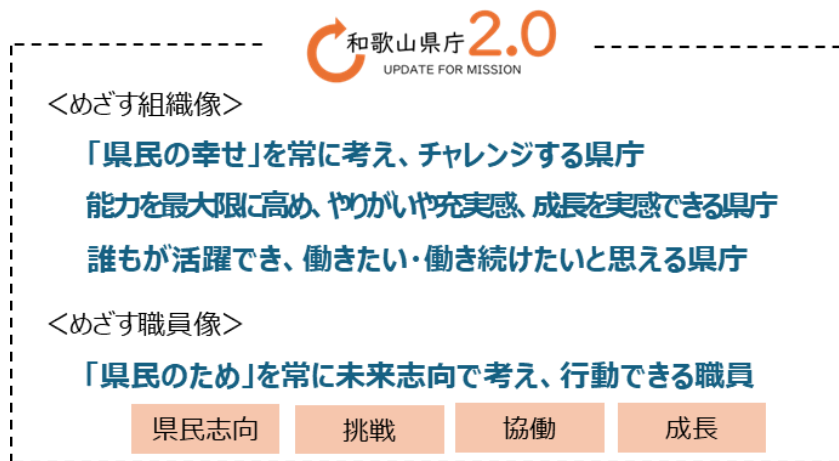 和歌山県庁2.0
UPDATE FOR MISSION
＜めざす組織像＞
「県民の幸せ」を常に考え、チャレンジする県庁
能力を最大限に高め、やりがいや充実感、成長を実感できる県庁
誰もが活躍でき、働きたい・働き続けたいと思える県庁
＜めざす職員像＞
「県民のため」を常に未来志向で考え、行動できる職員
県民志向 挑戦 協働 成長